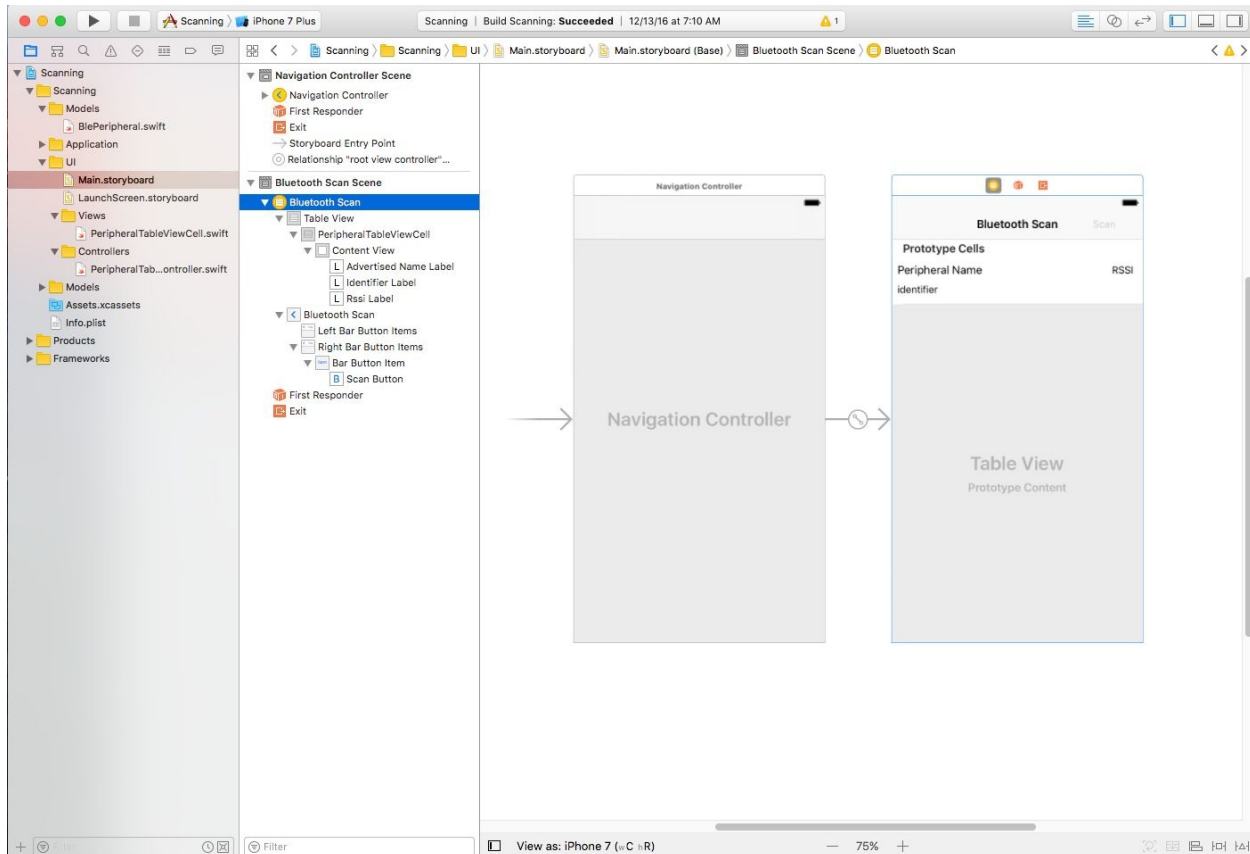 Scanning
iPhone 7 Plus
Scanning | Build Scanning: Succeeded | 12/13/16 at 7:10 AM
1
Scanning
Scanning
UI
Main.storyboard
Main.storyboard (Base)
Bluetooth Scan Scene
Bluetooth Scan
Scanning
Scanning
Models
BlePeripheral.swift
Application
UI
Main.storyboard
LaunchScreen.storyboard
Views
PeripheralTableViewCell.swift
Controllers
PeripheralTab...ontroller.swift
Models
Assets.xcassets
Info.plist
Products
Frameworks
Filter
Navigation Controller Scene
Navigation Controller
First Responder
Exit
Storyboard Entry Point
Relationship "root view controller"...
Bluetooth Scan Scene
Bluetooth Scan
Table View
PeripheralTableViewCell
Content View
L Advertised Name Label
L Identifier Label
L Rssi Label
Bluetooth Scan
Left Bar Button Items
Right Bar Button Items
Bar Button Item
B Scan Button
First Responder
Exit
Filter
Navigation Controller
Navigation Controller
Bluetooth Scan
Scan
Prototype Cells
Peripheral Name
RSSI
identifier
Table View
Prototype Content
View as: iPhone 7 (wC hR)
— 75% +